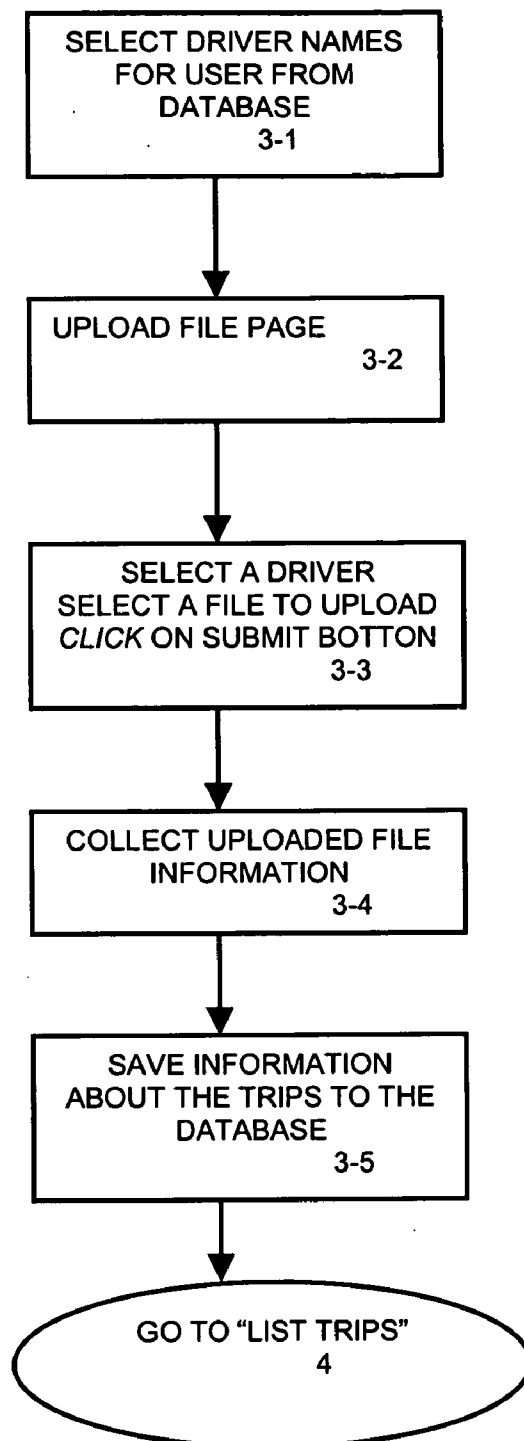 SELECT DRIVER NAMES
FOR USER FROM
DATABASE
3-1
UPLOAD FILE PAGE
3-2
SELECT A DRIVER
SELECT A FILE TO UPLOAD
CLICK ON SUBMIT BOTTON
3-3
COLLECT UPLOADED FILE
INFORMATION
3-4
SAVE INFORMATION
ABOUT THE TRIPS TO THE
DATABASE
3-5
GO TO “LIST TRIPS”
4